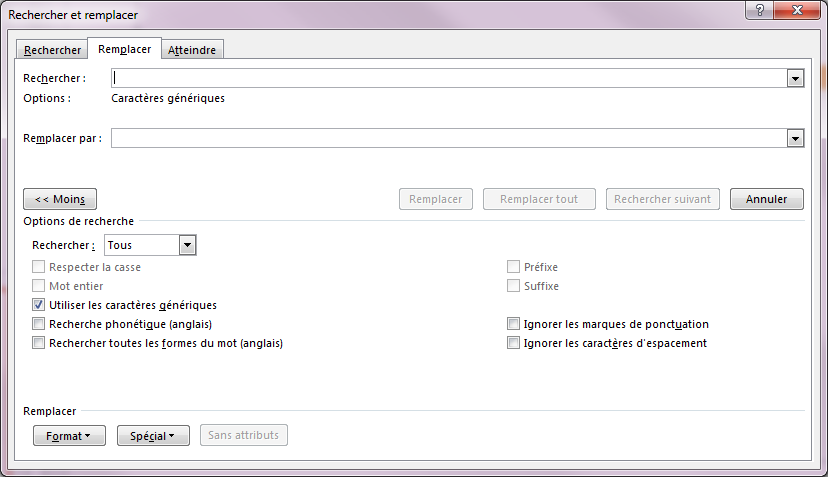 Rechercher et remplacer
Rechercher Remplacer Atteindre
Rechercher :
Options : Caractères génériques
Remplacer par :
<< Moins Remplacer Remplacer tout Rechercher suivant Annuler
Options de recherche
Rechercher : Tous
Respecter la casse Préfixe
Mot entier Suffixe
Utiliser les caractères génériques
Recherche phonétique (anglais) Ignorer les marques de ponctuation
Rechercher toutes les formes du mot (anglais) Ignorer les caractères d'espacement
Remplacer
Format Spécial Sans attributs